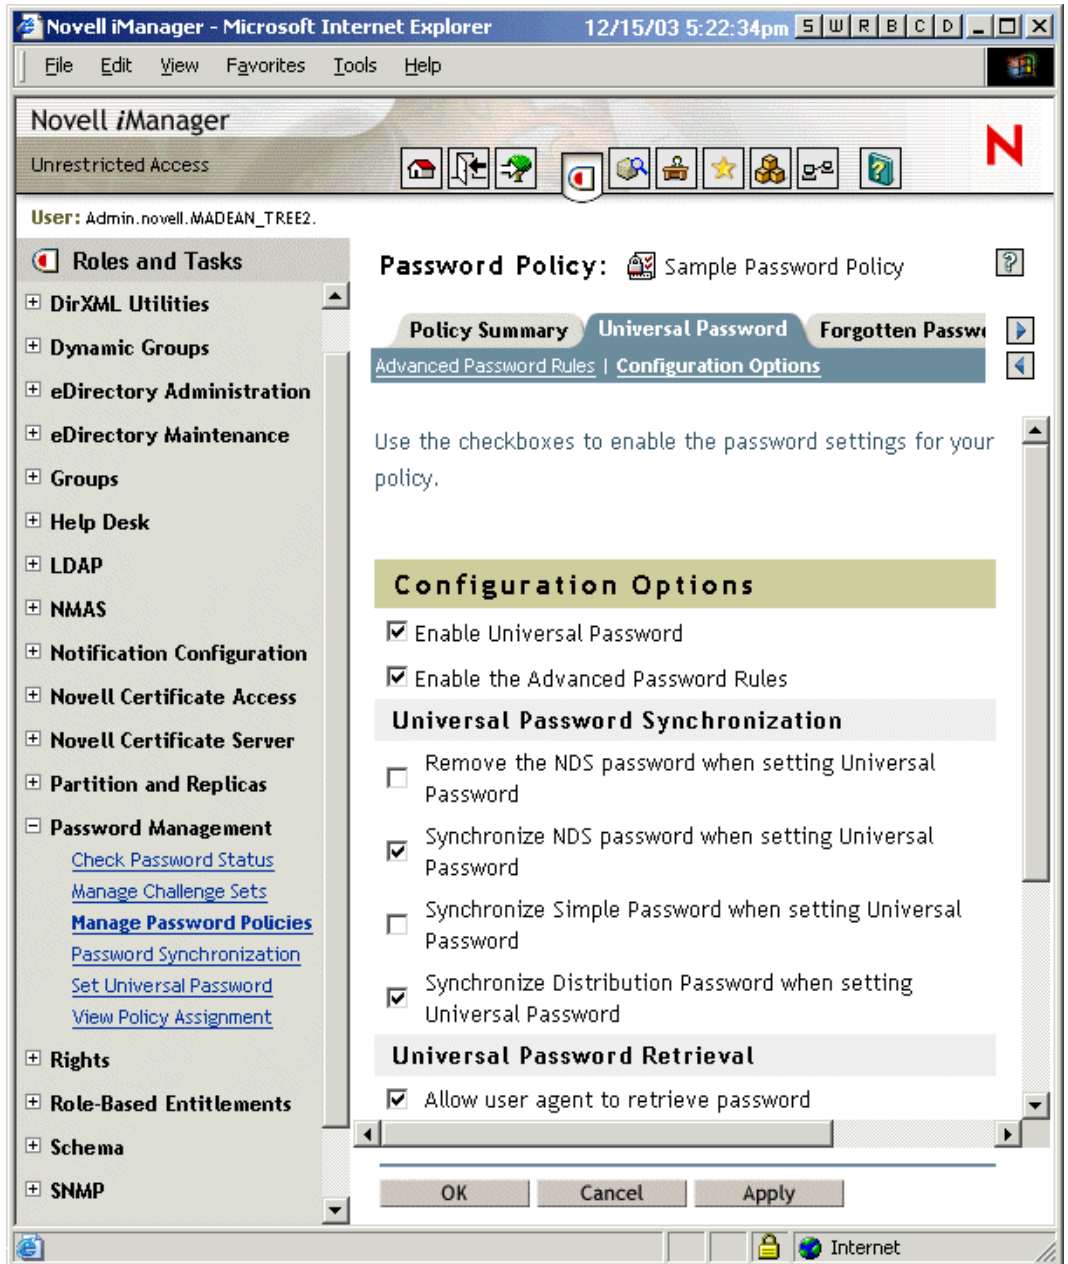 Novell iManager - Microsoft Internet Explorer 12/15/03 5:22:34pm S W R B C D
File Edit View Favorites Tools Help
Novell iManager
Unrestricted Access
N
User: Admin.novell.MADEAN_TREE2.
Roles and Tasks
DirXML Utilities
Dynamic Groups
eDirectory Administration
eDirectory Maintenance
Groups
Help Desk
LDAP
NMAS
Notification Configuration
Novell Certificate Access
Novell Certificate Server
Partition and Replicas
Password Management
Check Password Status
Manage Challenge Sets
Manage Password Policies
Password Synchronization
Set Universal Password
View Policy Assignment
Rights
Role-Based Entitlements
Schema
SNMP
Password Policy: Sample Password Policy ?
Policy Summary Universal Password Forgotten Passw
Advanced Password Rules | Configuration Options
Use the checkboxes to enable the password settings for your
policy.
Configuration Options
Enable Universal Password
Enable the Advanced Password Rules
Universal Password Synchronization
Remove the NDS password when setting Universal
Password
Synchronize NDS password when setting Universal
Password
Synchronize Simple Password when setting Universal
Password
Synchronize Distribution Password when setting
Universal Password
Universal Password Retrieval
Allow user agent to retrieve password
OK Cancel Apply
Internet